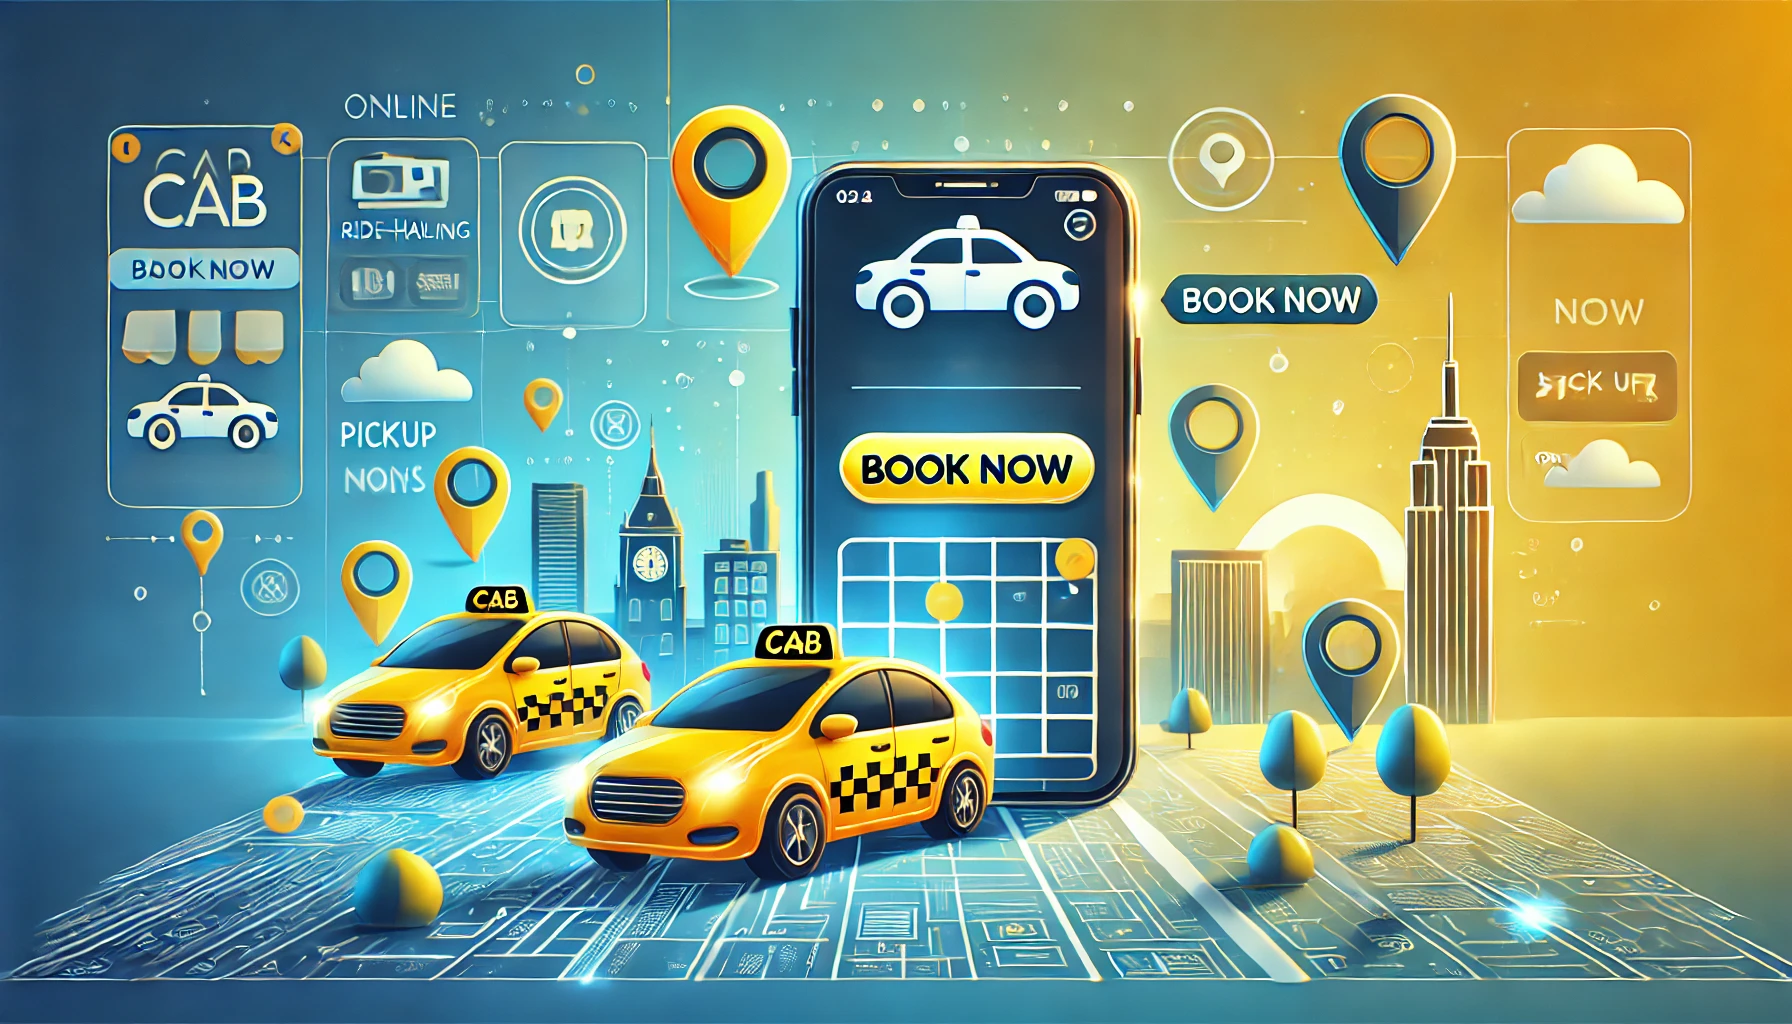 ONLINE
CAB
BOOK NOW
RIDE-HAILING
PICKUP
NONS
BOOK NOW
BOOK NOW
NOW
CAB
CAB